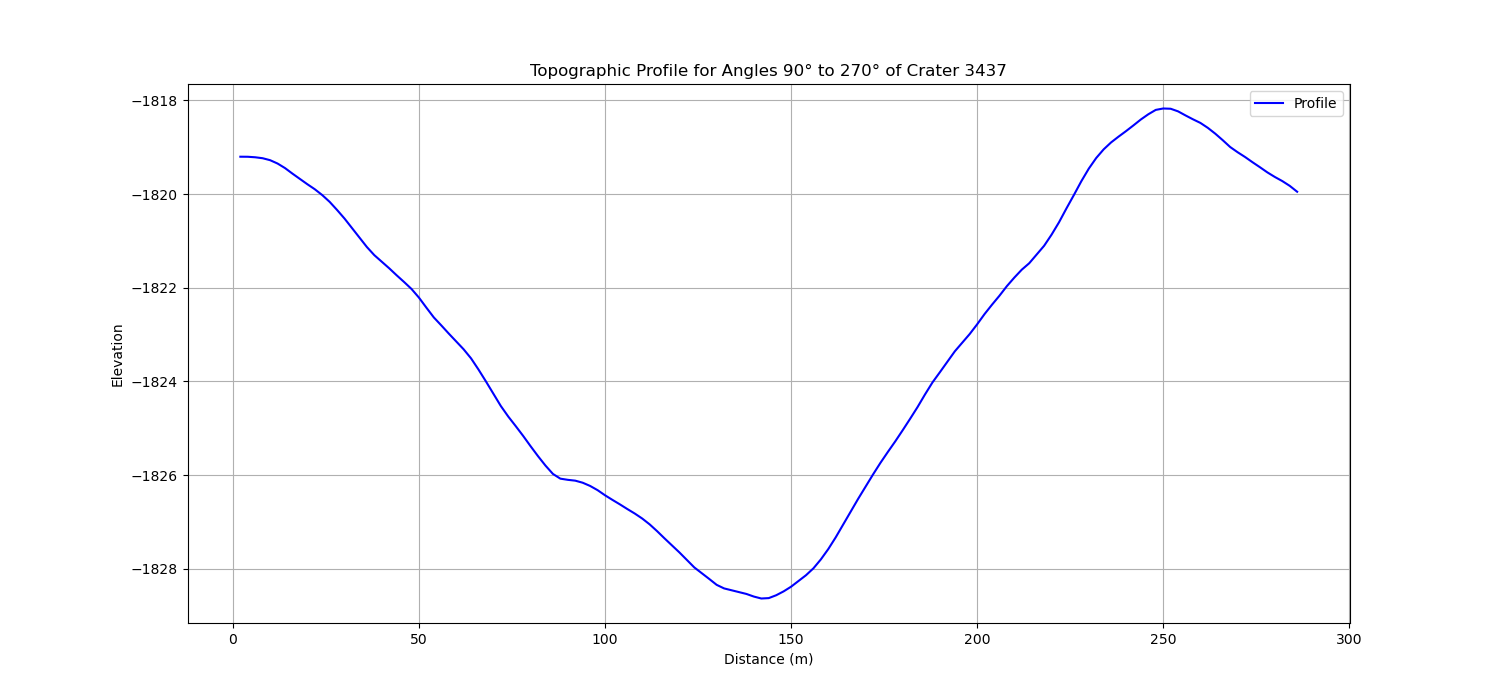 Topographic Profile for Angles 90° to 270° of Crater 3437
Profile
Elevation
−1818
−1820
−1822
−1824
−1826
−1828
0 50 100 150 200 250 300
Distance (m)